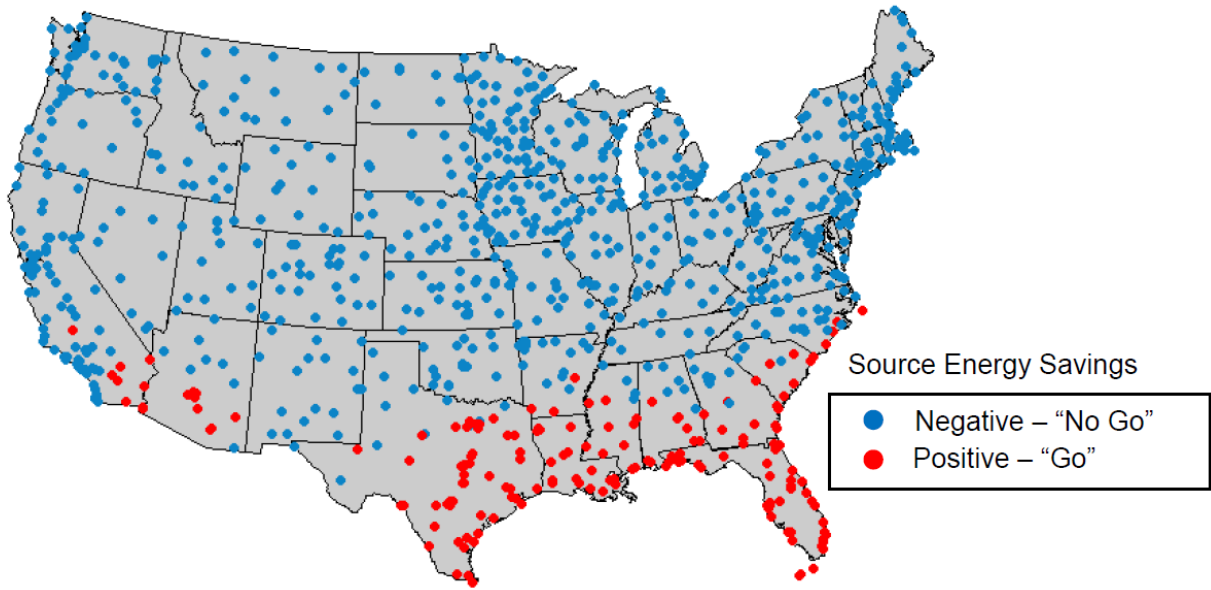 Source Energy Savings
Negative – “No Go”
Positive – “Go”